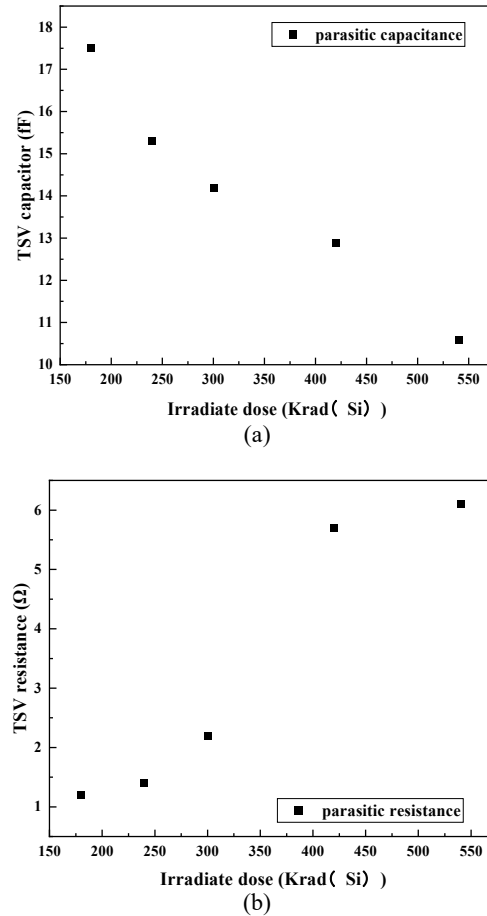 18
17
16
15
14
13
12
11
10
parasitic capacitance
TSV capacitor (fF)
150 200 250 300 350 400 450 500 550
Irradiate dose (Krad（Si）)
(a)
6
5
4
3
2
1
TSV resistance (Ω)
parasitic resistance
150 200 250 300 350 400 450 500 550
Irradiate dose (Krad（Si）)
(b)